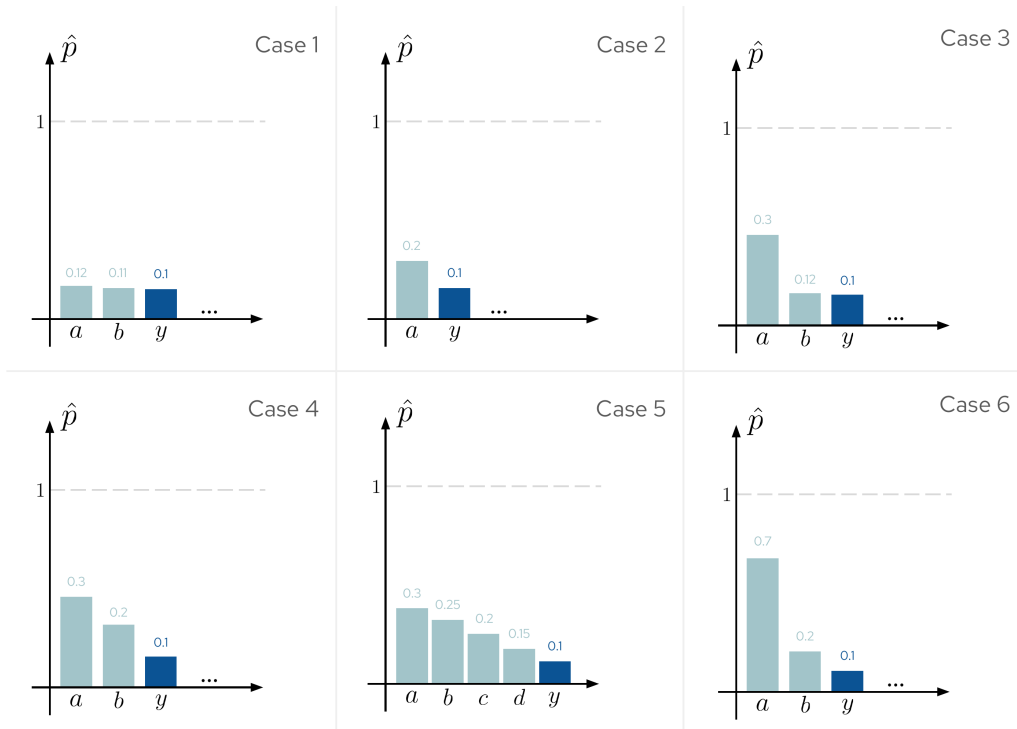 Case 1
p̂
1
0.12 0.11 0.1
...
a b y
Case 2
p̂
1
0.2
0.1
...
a y
Case 3
p̂
1
0.3
0.12 0.1
...
a b y
Case 4
p̂
1
0.3
0.2
0.1
...
a b y
Case 5
p̂
1
0.3
0.25
0.2
0.15
0.1
a b c d y
Case 6
p̂
1
0.7
0.2
0.1
...
a b y